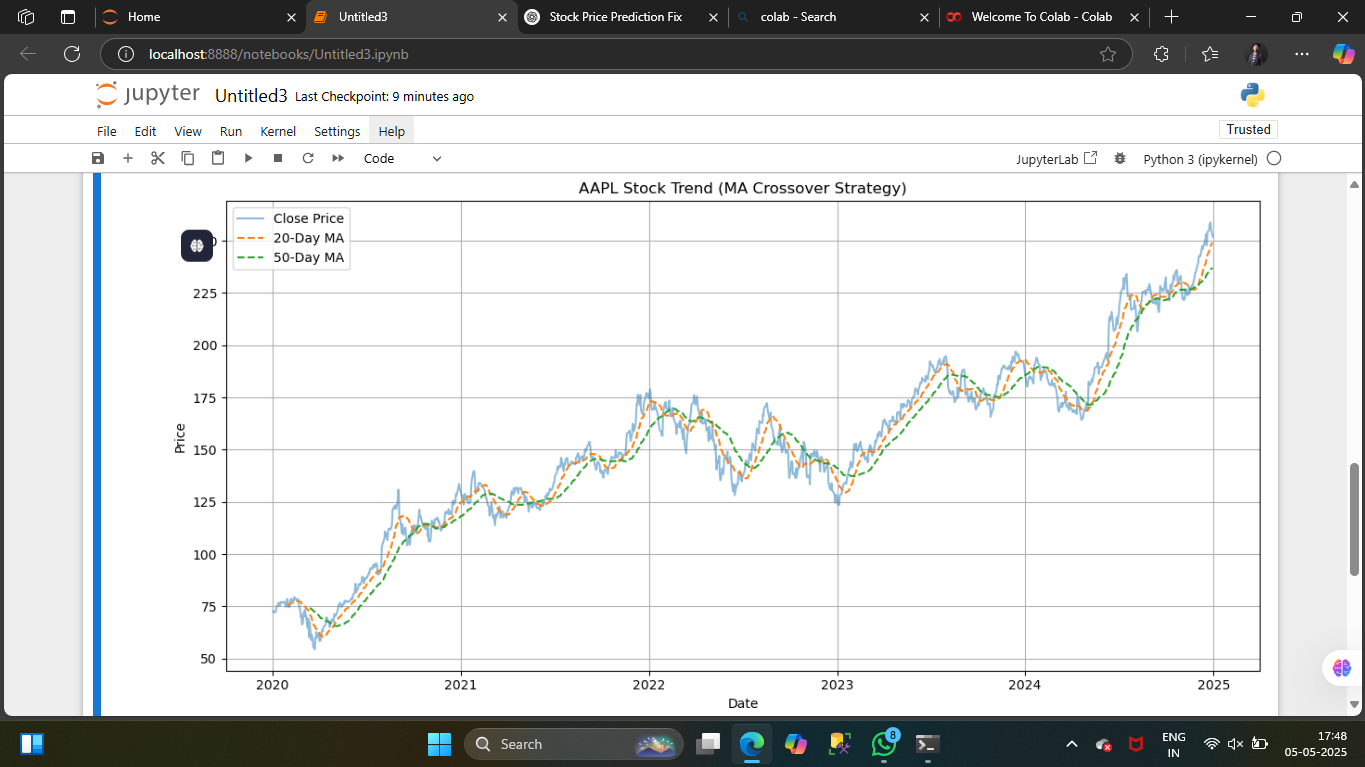 Home
Untitled3
Stock Price Prediction Fix
colab - Search
Welcome To Colab - Colab
localhost:8888/notebooks/Untitled3.ipynb
jupyter Untitled3 Last Checkpoint: 9 minutes ago
File Edit View Run Kernel Settings Help
Trusted
Code
JupyterLab
Python 3 (ipykernel)
AAPL Stock Trend (MA Crossover Strategy)
Close Price
20-Day MA
50-Day MA
225
200
175
150
125
100
75
50
Price
2020 2021 2022 2023 2024 2025
Date
Search
8
ENG
IN
17:48
05-05-2025